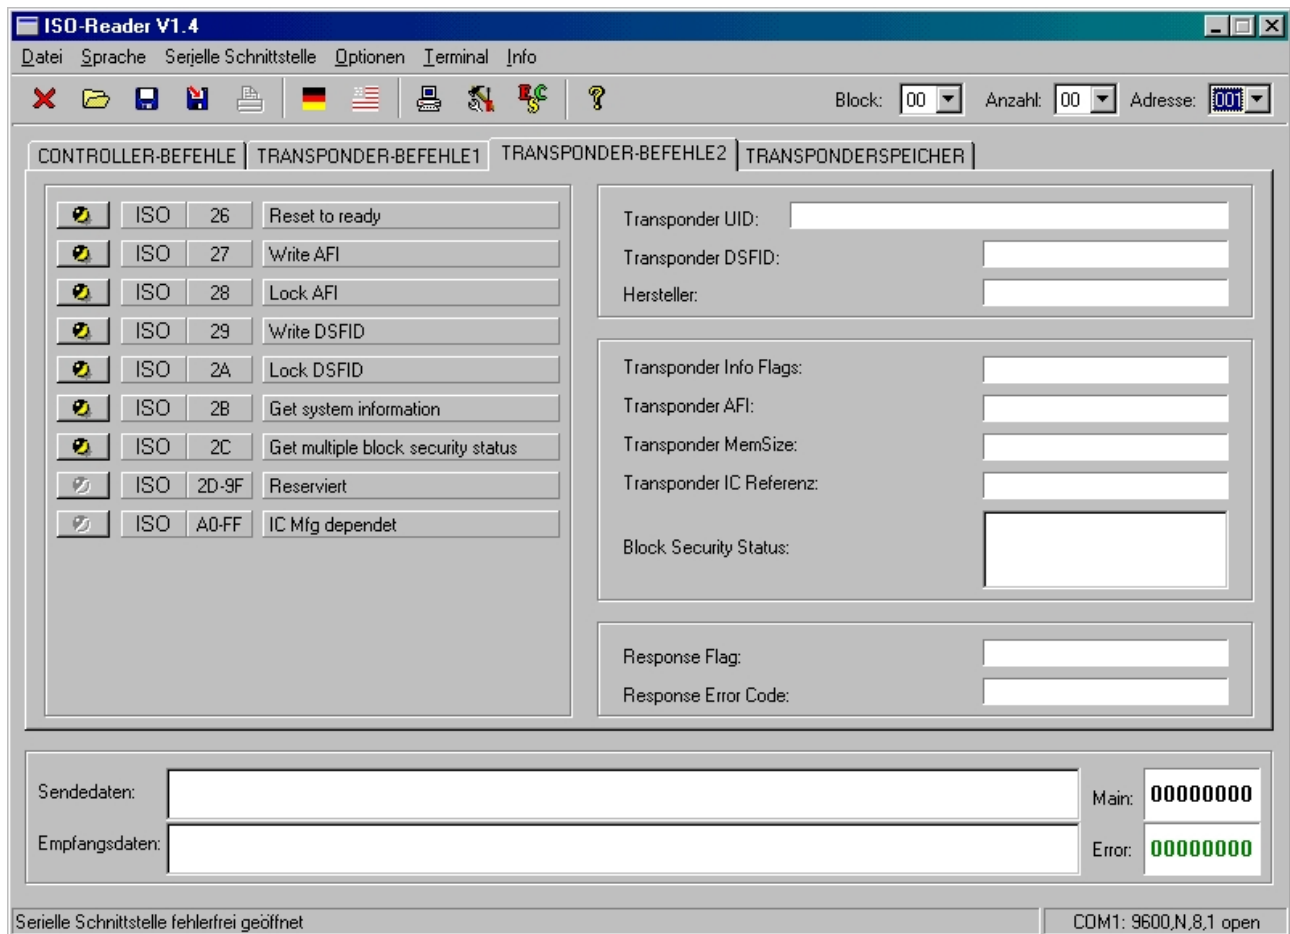 ISO-Reader V1.4
Datei Sprache Serielle Schnittstelle Optionen Terminal Info
Block: 00 Anzahl: 00 Adresse: 001
CONTROLLER-BEFEHLE TRANSPONDER-BEFEHLE1 TRANSPONDER-BEFEHLE2 TRANSPONDERSPEICHER
ISO 26 Reset to ready
ISO 27 Write AFI
ISO 28 Lock AFI
ISO 29 Write DSFID
ISO 2A Lock DSFID
ISO 2B Get system information
ISO 2C Get multiple block security status
ISO 2D-9F Reserviert
ISO A0-FF IC Mfg dependet
Transponder UID:
Transponder DSFID:
Hersteller:
Transponder Info Flags:
Transponder AFI:
Transponder MemSize:
Transponder IC Referenz:
Block Security Status:
Response Flag:
Response Error Code:
Sendedaten:
Main: 00000000
Empfangsdaten:
Error: 00000000
Serielle Schnittstelle fehlerfrei geöffnet
COM1: 9600,N,8,1 open